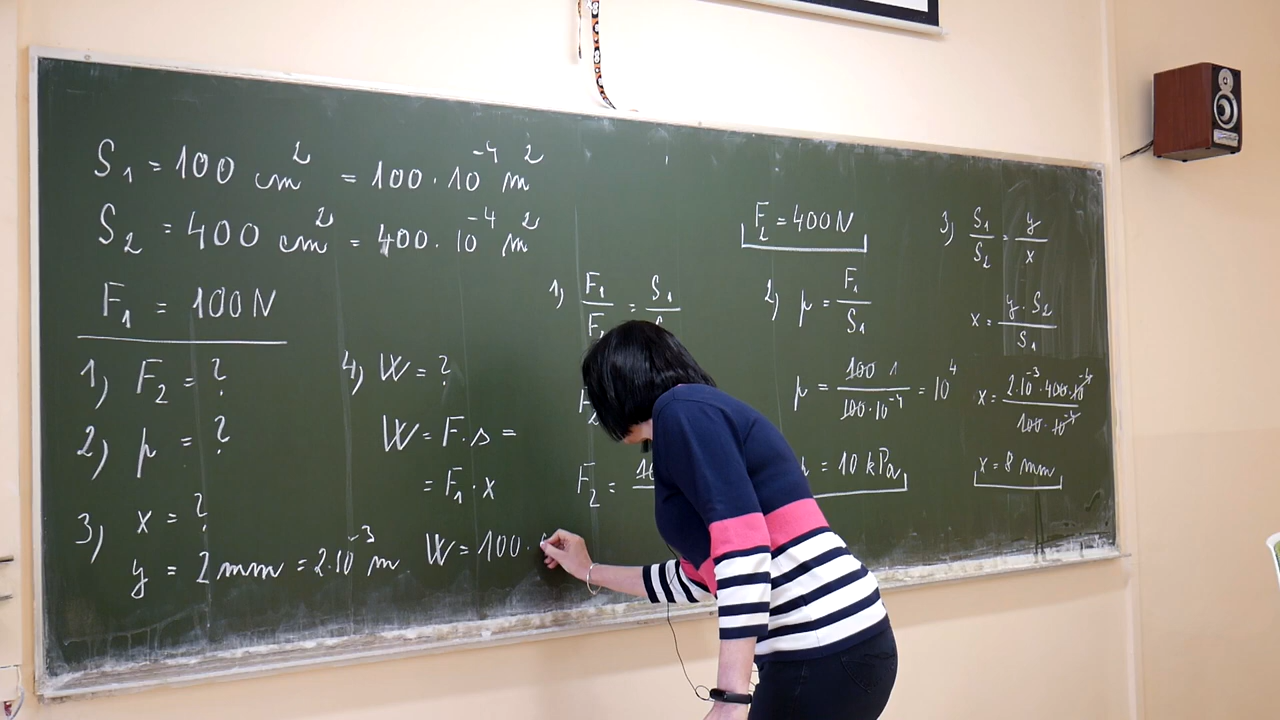 S₁ = 100 cm² = 100 · 10⁻⁴ m²
S₂ = 400 cm² = 400 · 10⁻⁴ m²
F₁ = 100 N
1) F₂ = ?
2) p = ?
3) x = ?
y = 2 mm = 2·10⁻³ m
4) W = ?
W = F·s =
= F₁·x
W = 100 ·
1) F₁/F₂ = S₁/
F₂ =
F₂ = 400 N
2) p = F₁/S₁
p = 100 1/100·10⁻⁴ = 10⁴
= 10 kPa
3) S₁/S₂ = y/x
x = y · S₂/S₁
x = 2·10⁻³·400·10⁻⁴/100·10⁻⁴
x = 8 mm